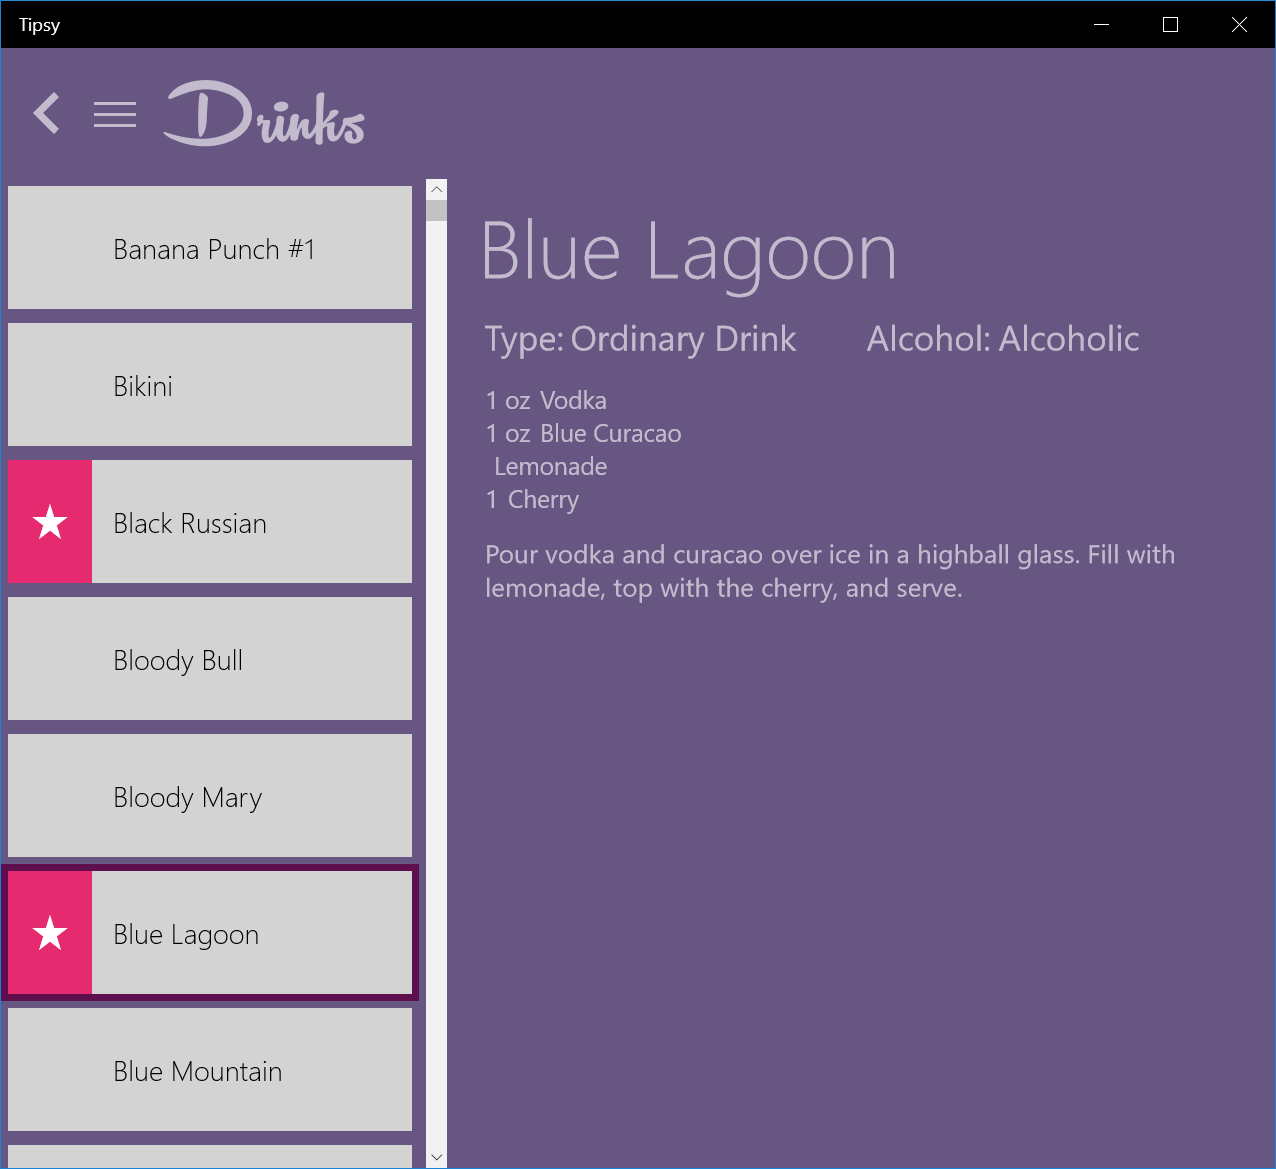 Tipsy
Drinks
Banana Punch #1
Bikini
Black Russian
Bloody Bull
Bloody Mary
Blue Lagoon
Blue Mountain
Blue Lagoon
Type: Ordinary Drink Alcohol: Alcoholic
1 oz Vodka
1 oz Blue Curacao
Lemonade
1 Cherry
Pour vodka and curacao over ice in a highball glass. Fill with
lemonade, top with the cherry, and serve.